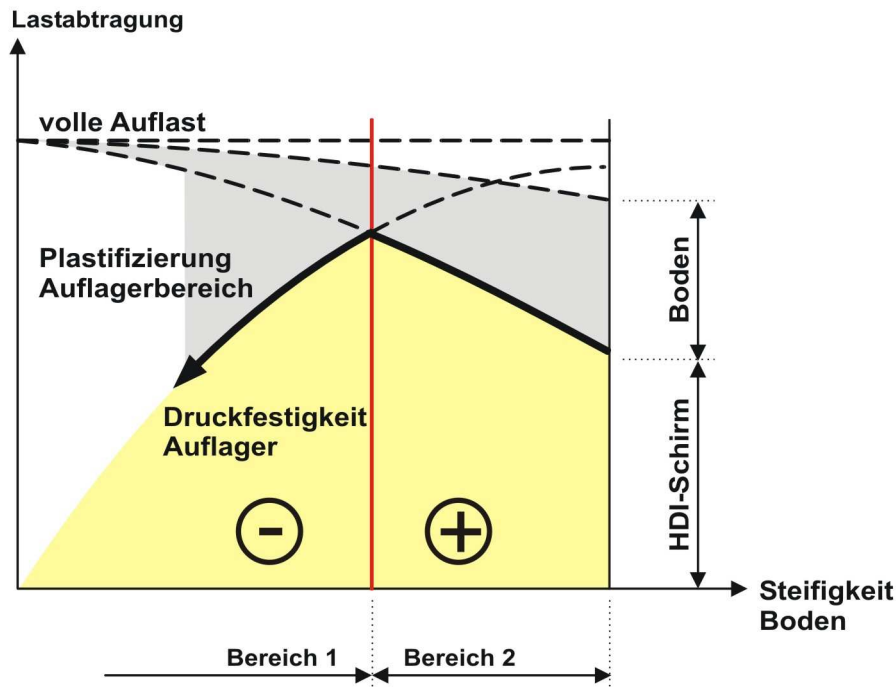 Lastabtragung
volle Auflast
Plastifizierung
Auflagerbereich
Druckfestigkeit
Auflager
-
+
Boden
HDI-Schirm
Steifigkeit
Boden
Bereich 1
Bereich 2